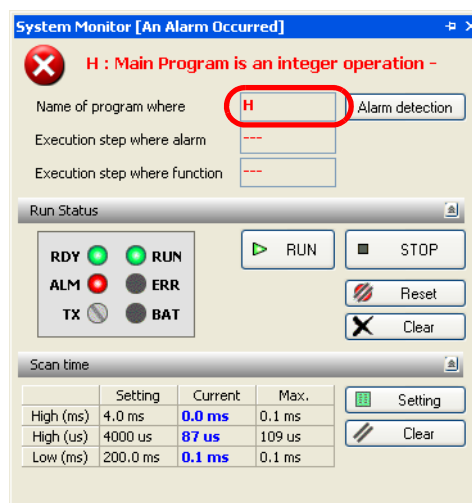 System Monitor [An Alarm Occurred]
H : Main Program is an integer operation -
Name of program where H Alarm detection
Execution step where alarm ---
Execution step where function ---
Run Status
RDY RUN RUN STOP
ALM ERR Reset
TX BAT Clear
Scan time
Setting Current Max. Setting
High (ms) 4.0 ms 0.0 ms 0.1 ms
High (us) 4000 us 87 us 109 us Clear
Low (ms) 200.0 ms 0.1 ms 0.1 ms